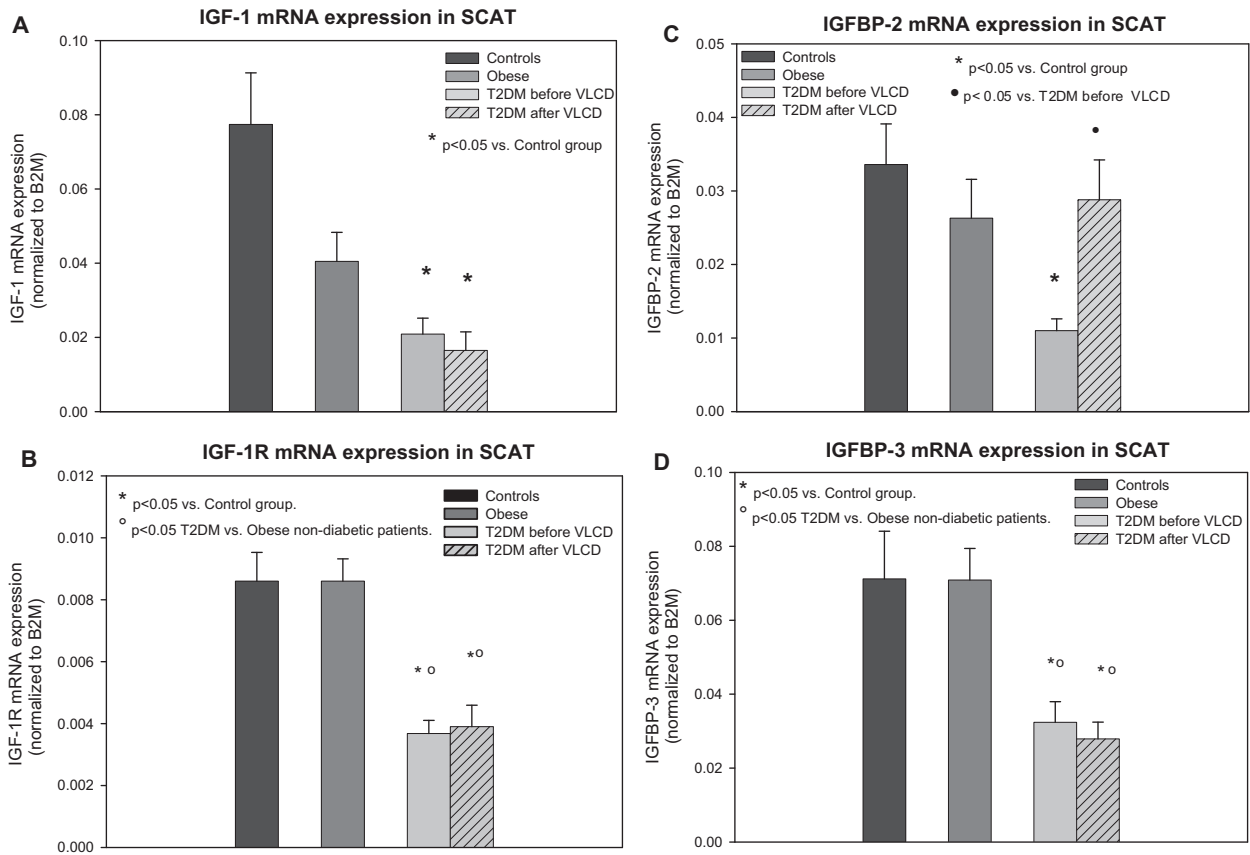 A
IGF-1 mRNA expression in SCAT
IGF-1 mRNA expression
(normalized to B2M)
0.10
0.08
0.06
0.04
0.02
0.00
Controls
Obese
T2DM before VLCD
T2DM after VLCD
* p<0.05 vs. Control group
*
*
B
IGF-1R mRNA expression in SCAT
IGF-1R mRNA expression
(normalized to B2M)
0.012
0.010
0.008
0.006
0.004
0.002
0.000
* p<0.05 vs. Control group.
o p<0.05 T2DM vs. Obese non-diabetic patients.
Controls
Obese
T2DM before VLCD
T2DM after VLCD
* o
*o
C
IGFBP-2 mRNA expression in SCAT
IGFBP-2 mRNA expression
(normalized to B2M)
0.05
0.04
0.03
0.02
0.01
0.00
Controls
Obese
T2DM before VLCD
T2DM after VLCD
* p<0.05 vs. Control group
• p< 0.05 vs. T2DM before VLCD
*
•
D
IGFBP-3 mRNA expression in SCAT
IGFBP-3 mRNA expression
(normalized to B2M)
0.10
0.08
0.06
0.04
0.02
0.00
* p<0.05 vs. Control group.
o p<0.05 T2DM vs. Obese non-diabetic patients.
Controls
Obese
T2DM before VLCD
T2DM after VLCD
*o
* o